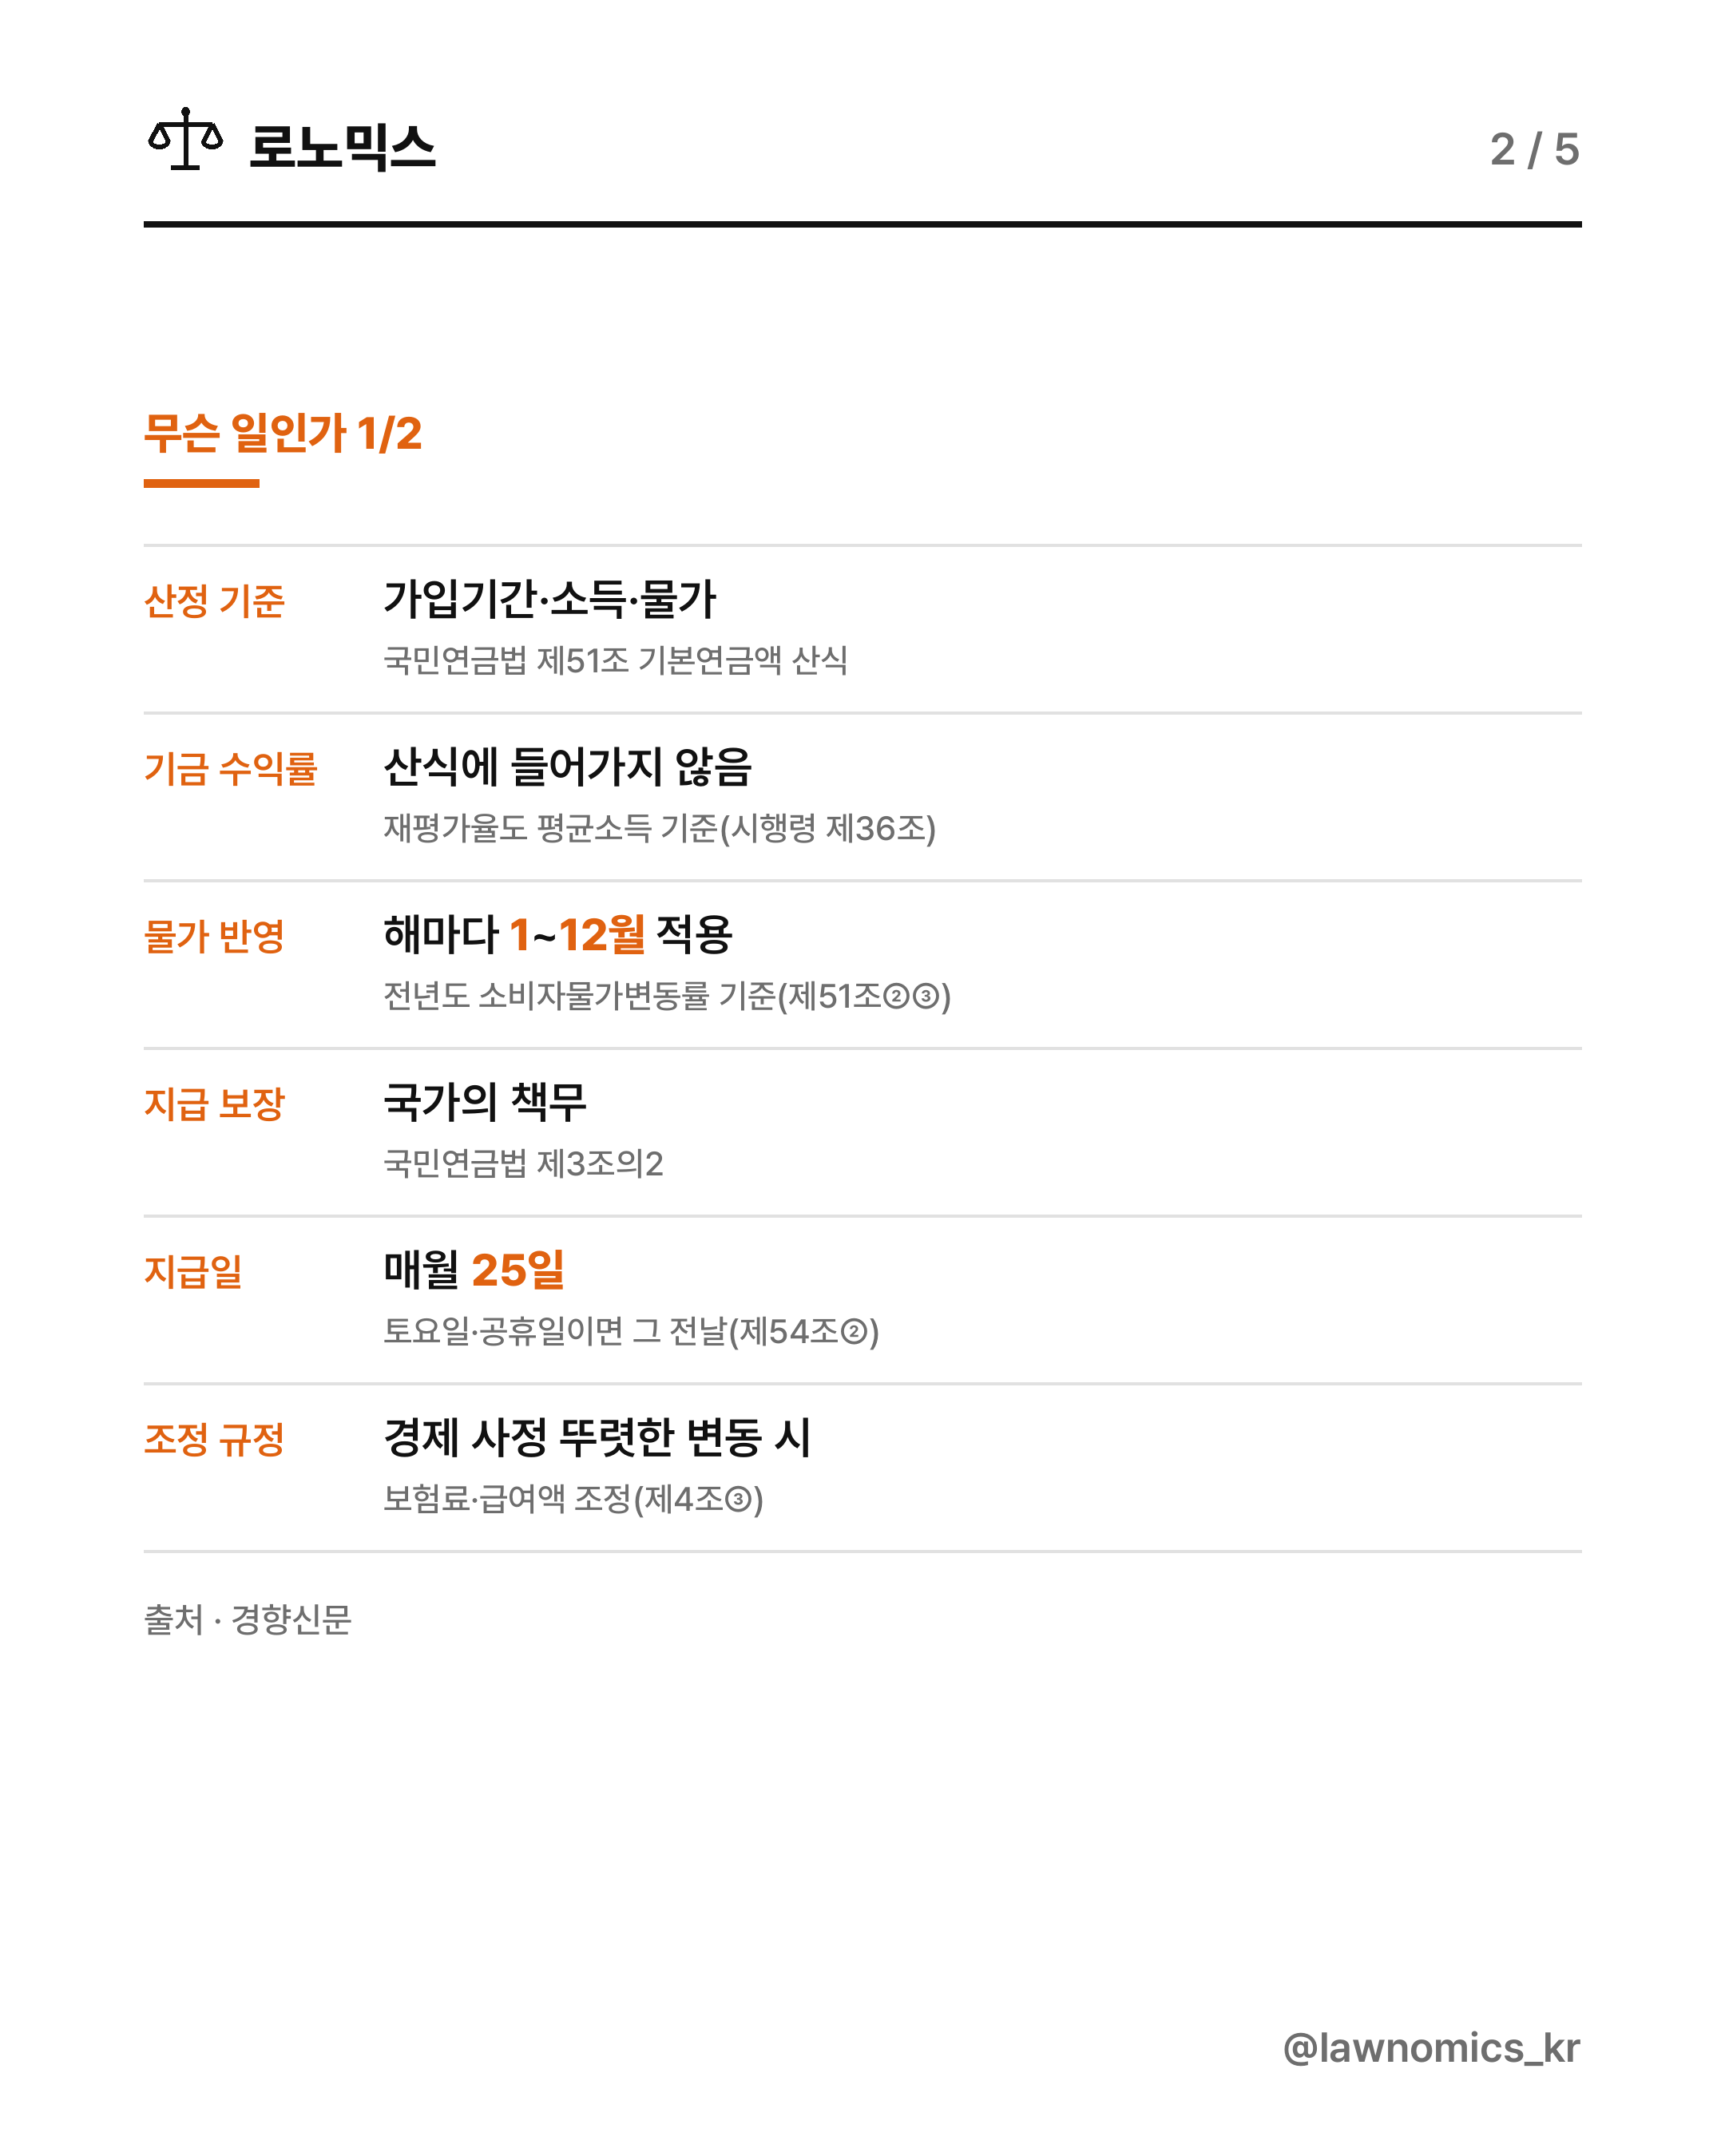 로노믹스
2 / 5
무슨 일인가 1/2
산정 기준
가입기간·소득·물가
국민연금법 제51조 기본연금액 산식
기금 수익률
산식에 들어가지 않음
재평가율도 평균소득 기준(시행령 제36조)
물가 반영
해마다 1~12월 적용
전년도 소비자물가변동률 기준(제51조②③)
지급 보장
국가의 책무
국민연금법 제3조의2
지급일
매월 25일
토요일·공휴일이면 그 전날(제54조②)
조정 규정
경제 사정 뚜렷한 변동 시
보험료·급여액 조정(제4조③)
출처 · 경향신문
@lawnomics_kr